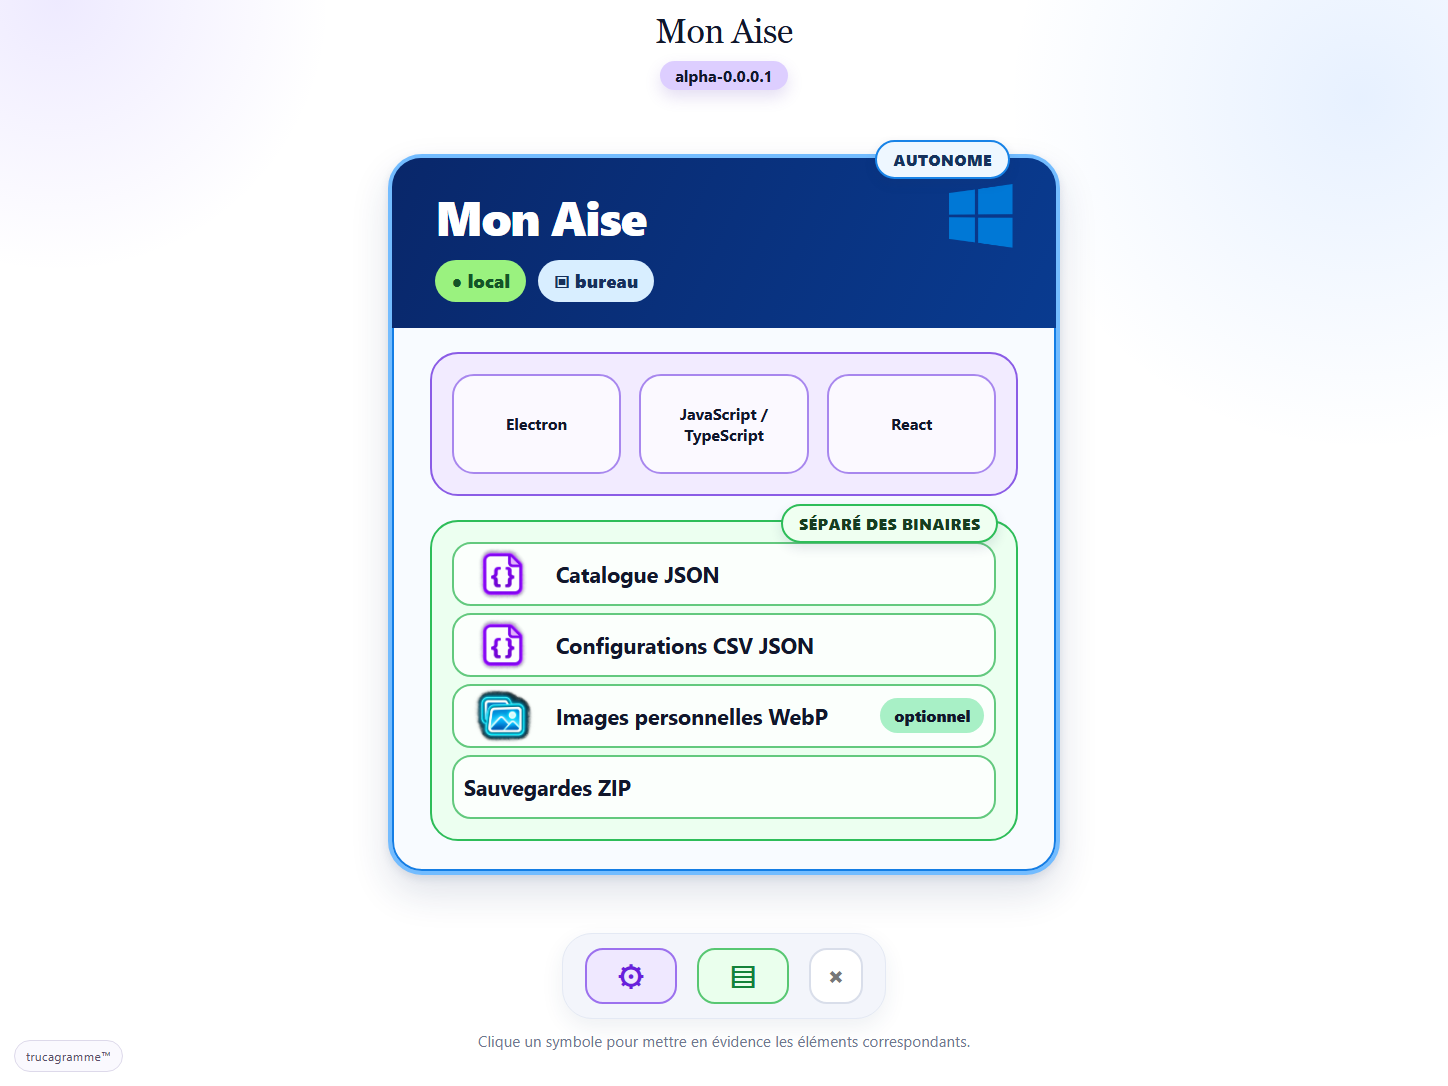 Mon Aise
alpha-0.0.0.1
AUTONOME
Mon Aise
● local
▣ bureau
Electron
JavaScript /
TypeScript
React
SÉPARÉ DES BINAIRES
{} Catalogue JSON
{} Configurations CSV JSON
Images personnelles WebP
optionnel
Sauvegardes ZIP
Clique un symbole pour mettre en évidence les éléments correspondants.
trucagramme™